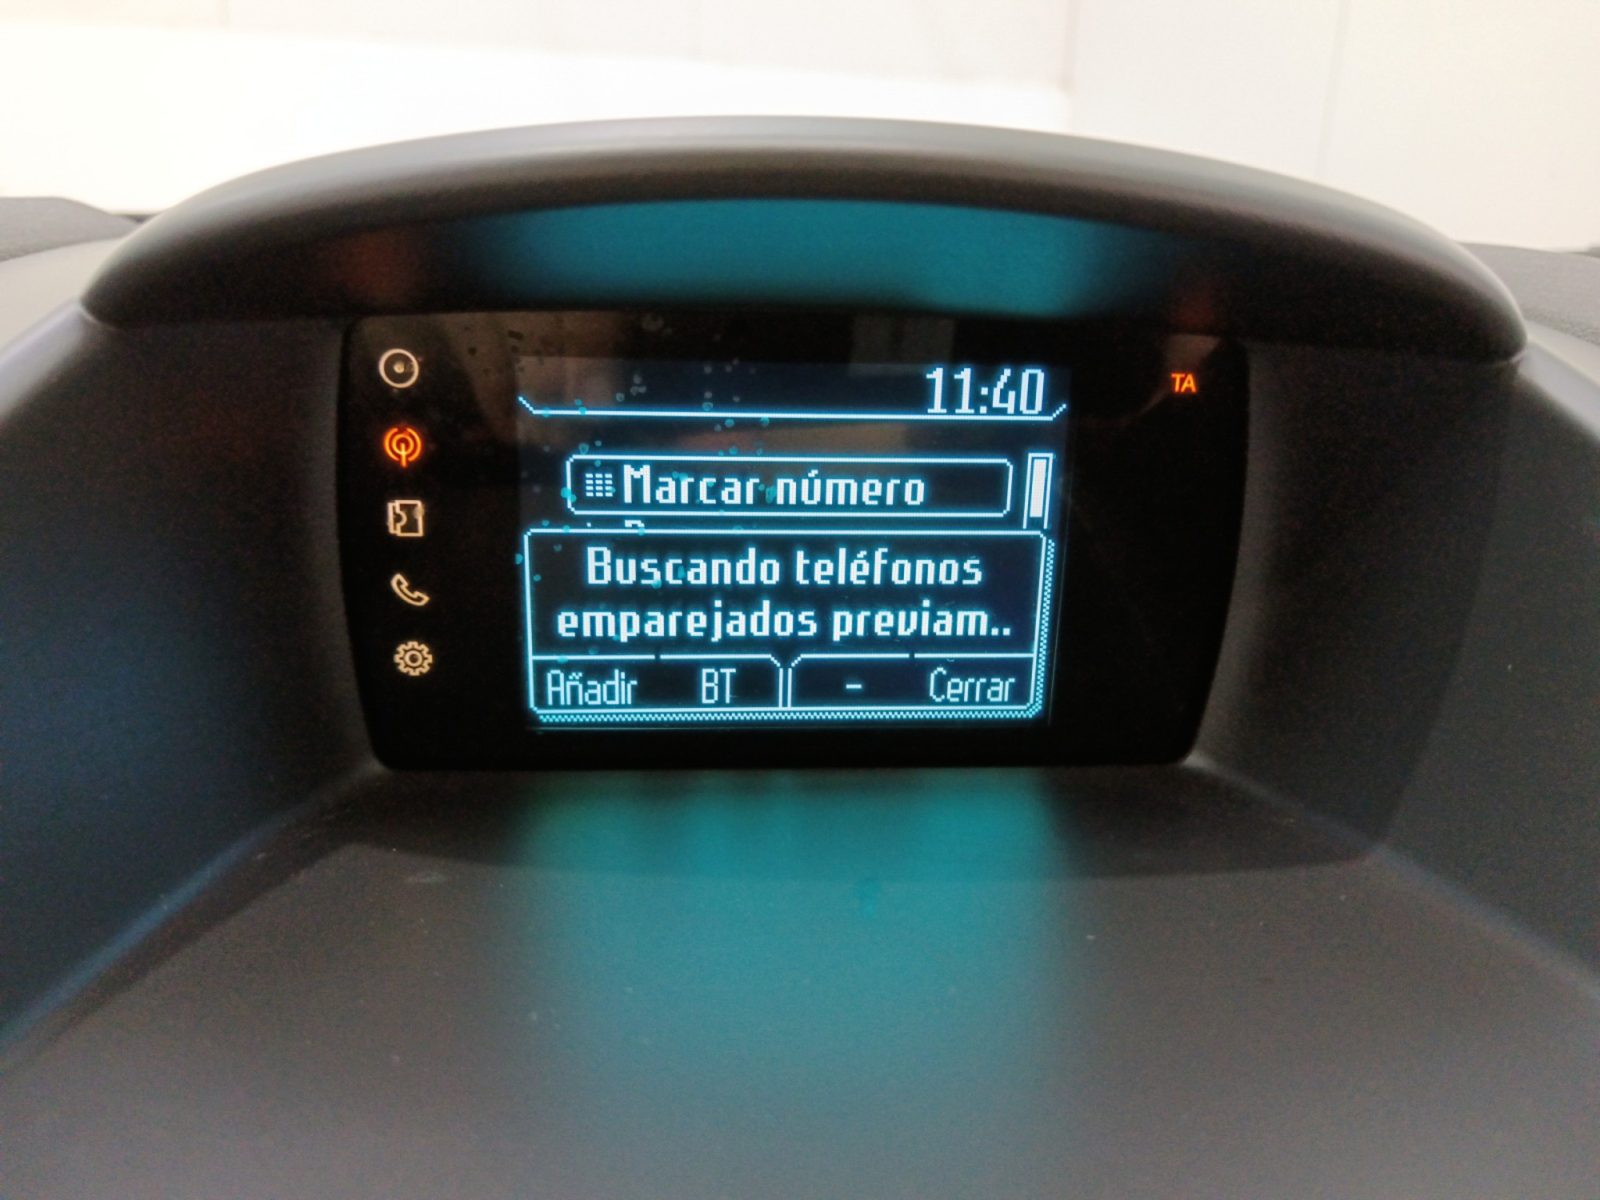 11:40
TA
Marcar número
Buscando teléfonos
emparejados previam..
Añadir BT - Cerrar